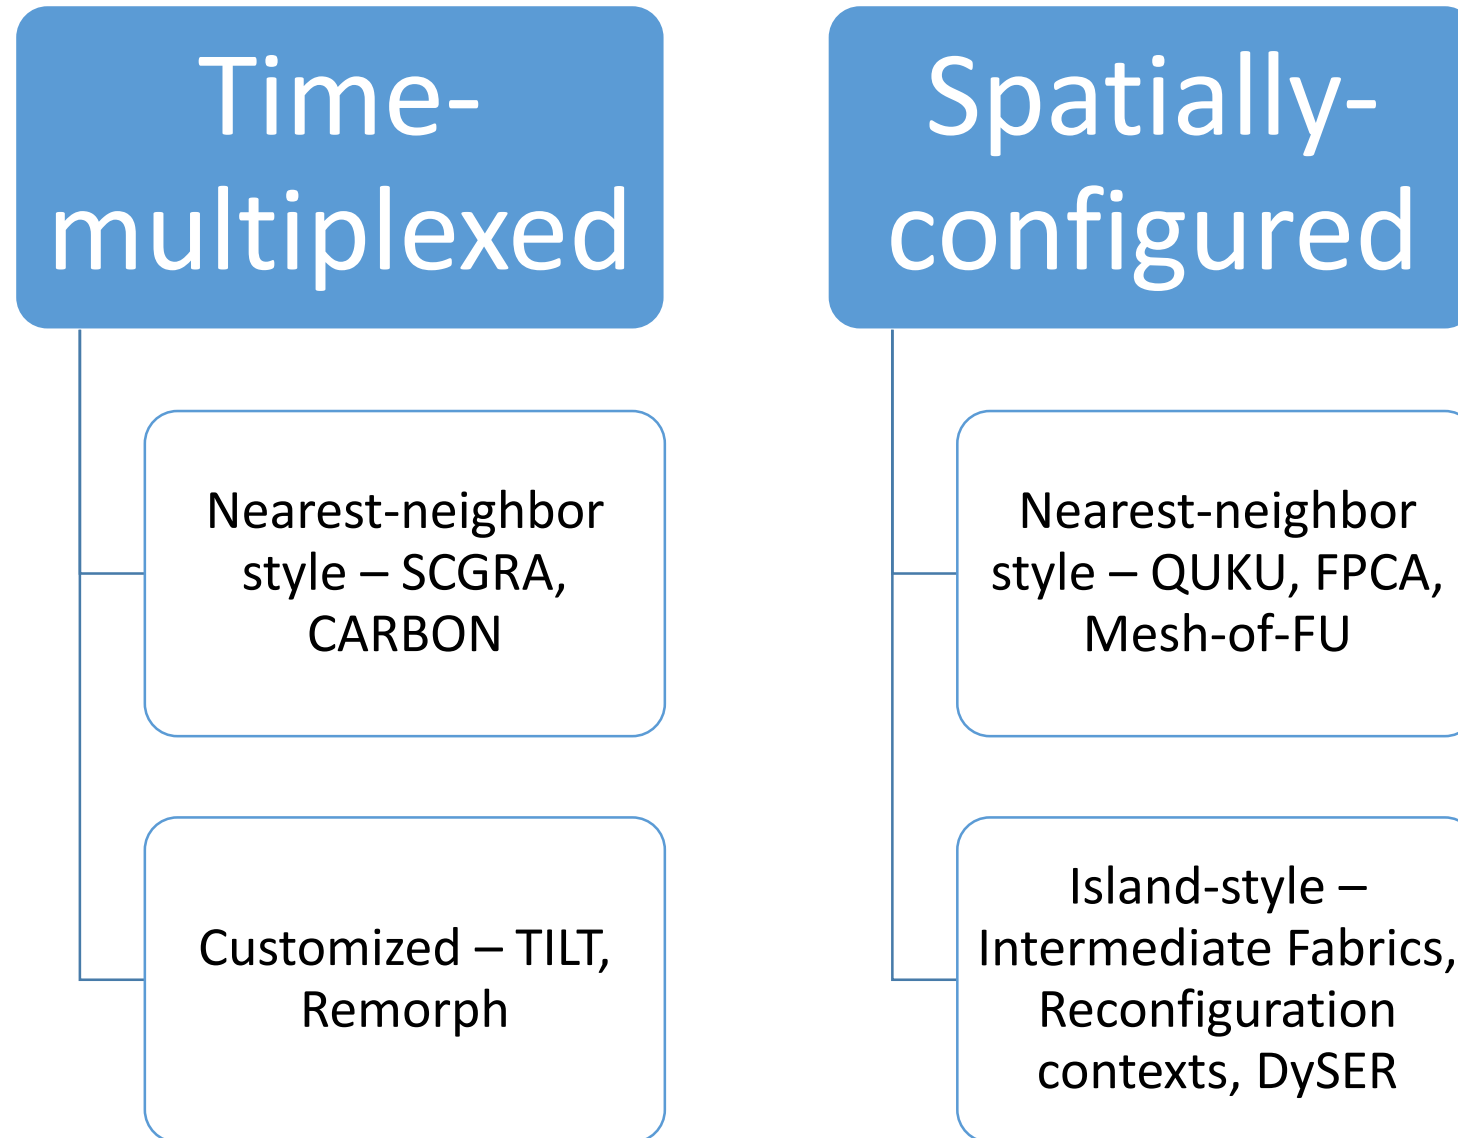 Time-
multiplexed
Nearest-neighbor
style – SCGRA,
CARBON
Customized – TILT,
Remorph
Spatially-
configured
Nearest-neighbor
style – QUKU, FPCA,
Mesh-of-FU
Island-style –
Intermediate Fabrics,
Reconfiguration
contexts, DySER